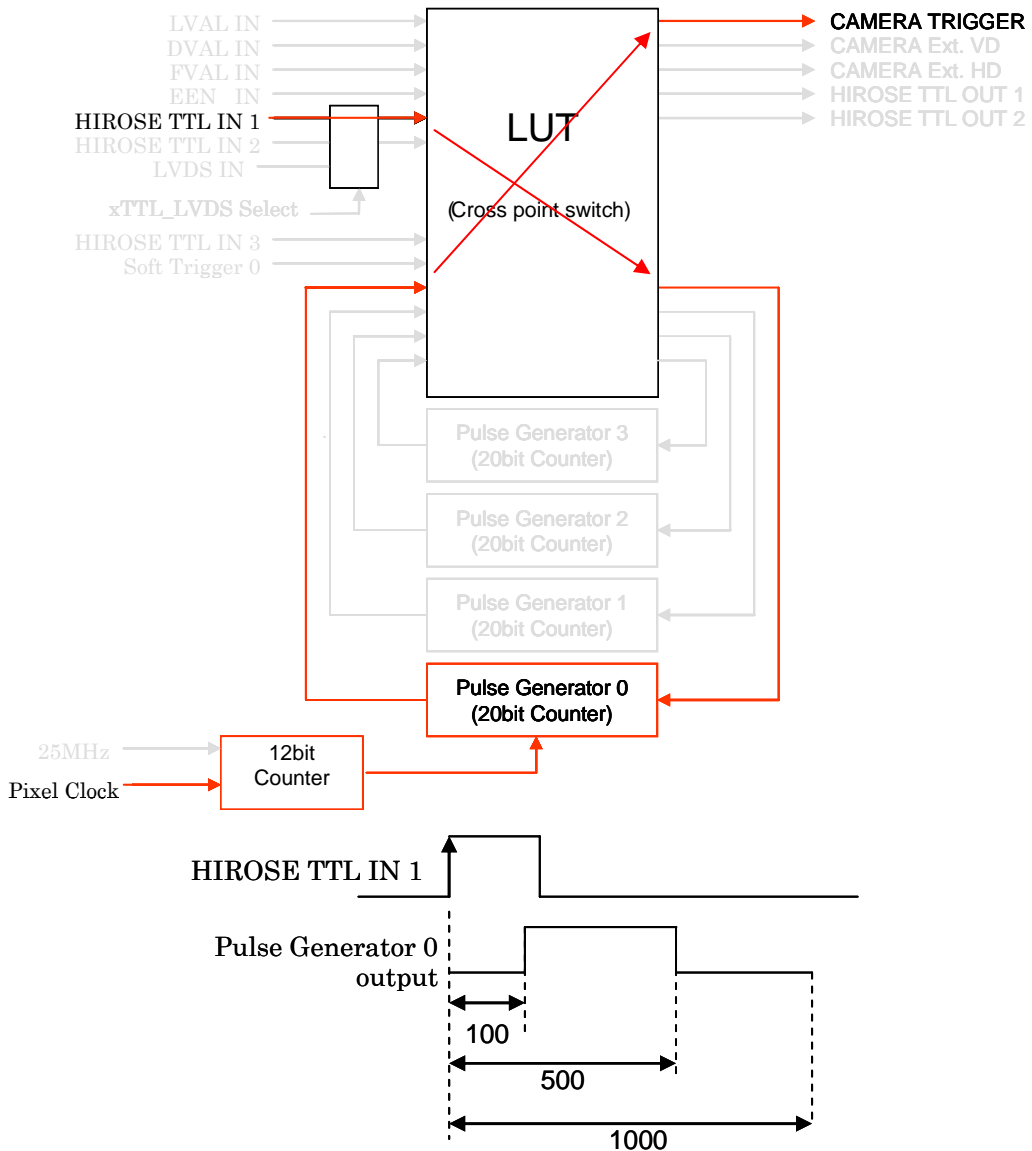 LVAL IN
DVAL IN
FVAL IN
EEN IN
HIROSE TTL IN 1
HIROSE TTL IN 2
LVDS IN
xTTL_LVDS Select
HIROSE TTL IN 3
Soft Trigger 0
LUT
(Cross point switch)
CAMERA TRIGGER
CAMERA Ext. VD
CAMERA Ext. HD
HIROSE TTL OUT 1
HIROSE TTL OUT 2
Pulse Generator 3
(20bit Counter)
Pulse Generator 2
(20bit Counter)
Pulse Generator 1
(20bit Counter)
Pulse Generator 0
(20bit Counter)
25MHz
Pixel Clock
12bit
Counter
HIROSE TTL IN 1
Pulse Generator 0
output
100
500
1000